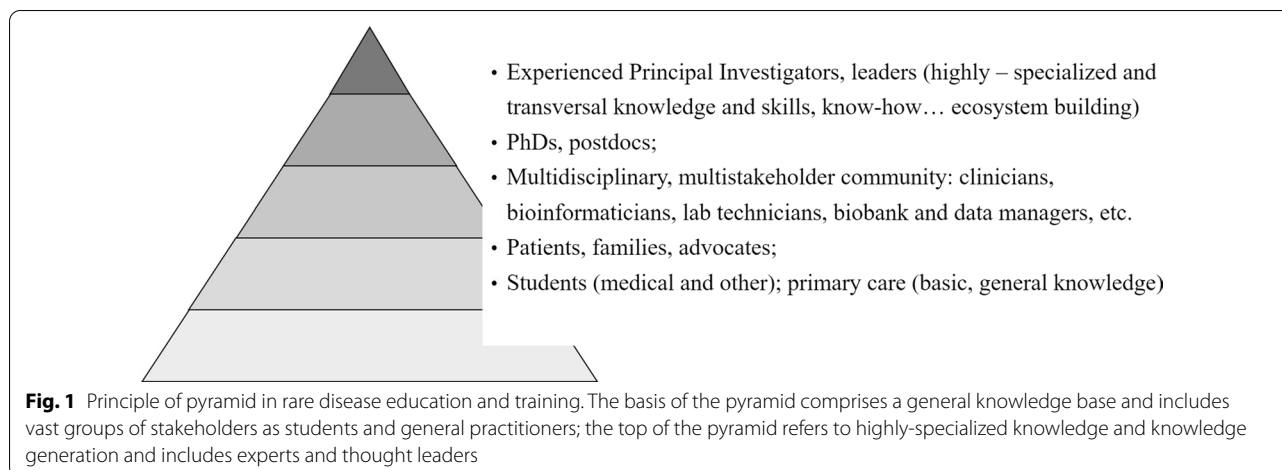 • Experienced Principal Investigators, leaders (highly – specialized and
transversal knowledge and skills, know-how… ecosystem building)
• PhDs, postdocs;
• Multidisciplinary, multistakeholder community: clinicians,
bioinformaticians, lab technicians, biobank and data managers, etc.
• Patients, families, advocates;
• Students (medical and other); primary care (basic, general knowledge)
Fig. 1 Principle of pyramid in rare disease education and training. The basis of the pyramid comprises a general knowledge base and includes
vast groups of stakeholders as students and general practitioners; the top of the pyramid refers to highly-specialized knowledge and knowledge
generation and includes experts and thought leaders